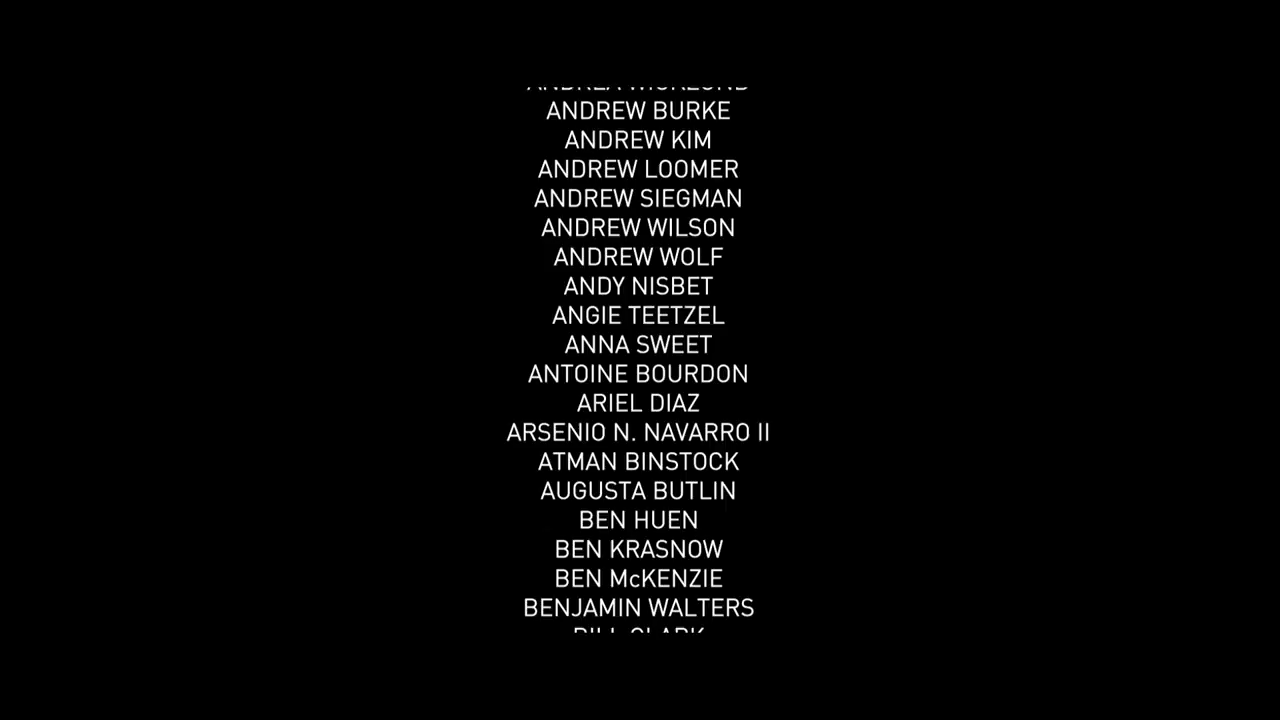 ANDREW BURKE
ANDREW KIM
ANDREW LOOMER
ANDREW SIEGMAN
ANDREW WILSON
ANDREW WOLF
ANDY NISBET
ANGIE TEETZEL
ANNA SWEET
ANTOINE BOURDON
ARIEL DIAZ
ARSENIO N. NAVARRO II
ATMAN BINSTOCK
AUGUSTA BUTLIN
BEN HUEN
BEN KRASNOW
BEN McKENZIE
BENJAMIN WALTERS